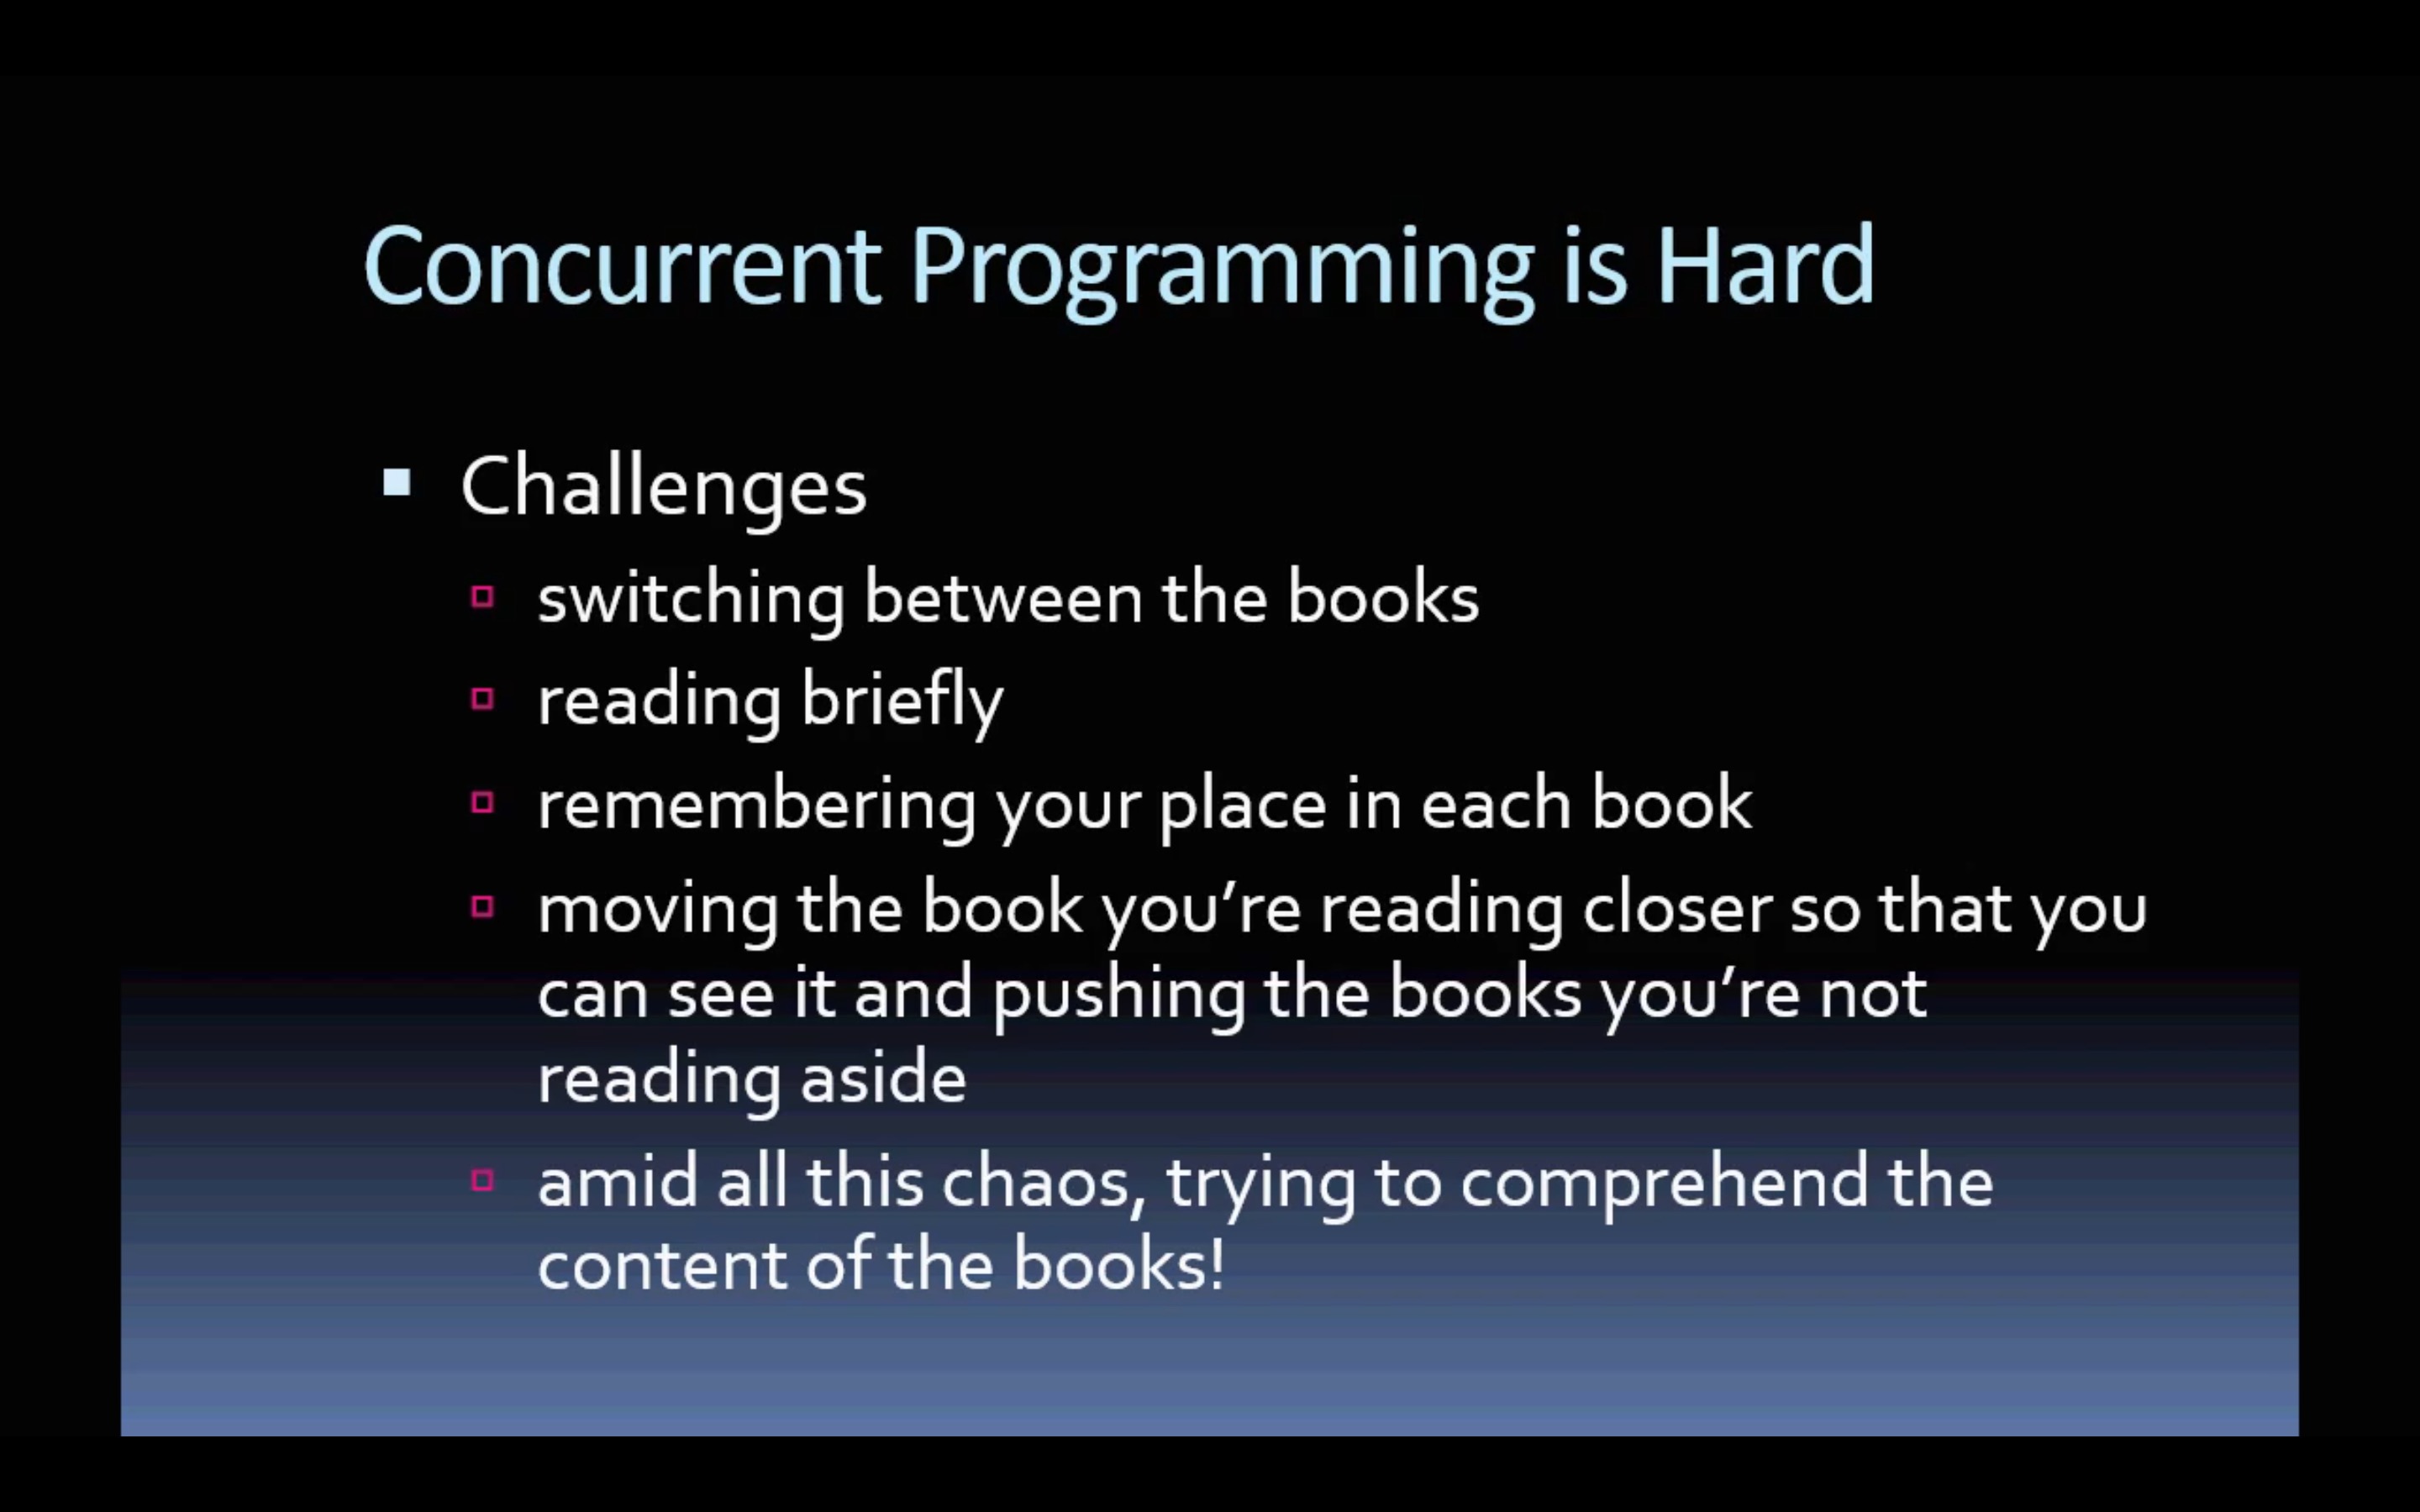 Concurrent Programming is Hard
Challenges
switching between the books
reading briefly
remembering your place in each book
moving the book you’re reading closer so that you
can see it and pushing the books you’re not
reading aside
amid all this chaos, trying to comprehend the
content of the books!